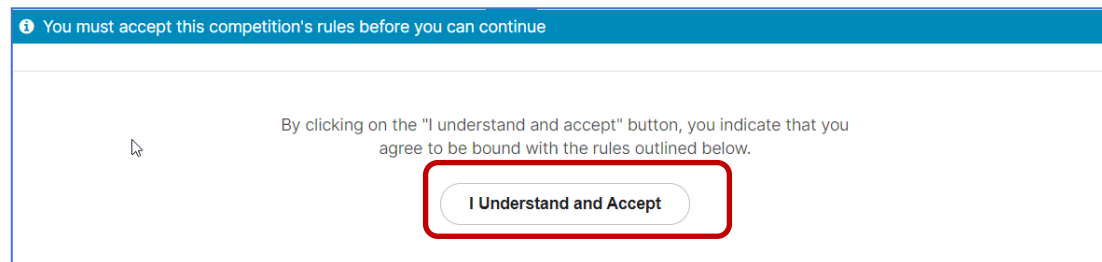 You must accept this competition's rules before you can continue
By clicking on the "I understand and accept" button, you indicate that you
agree to be bound with the rules outlined below.
I Understand and Accept